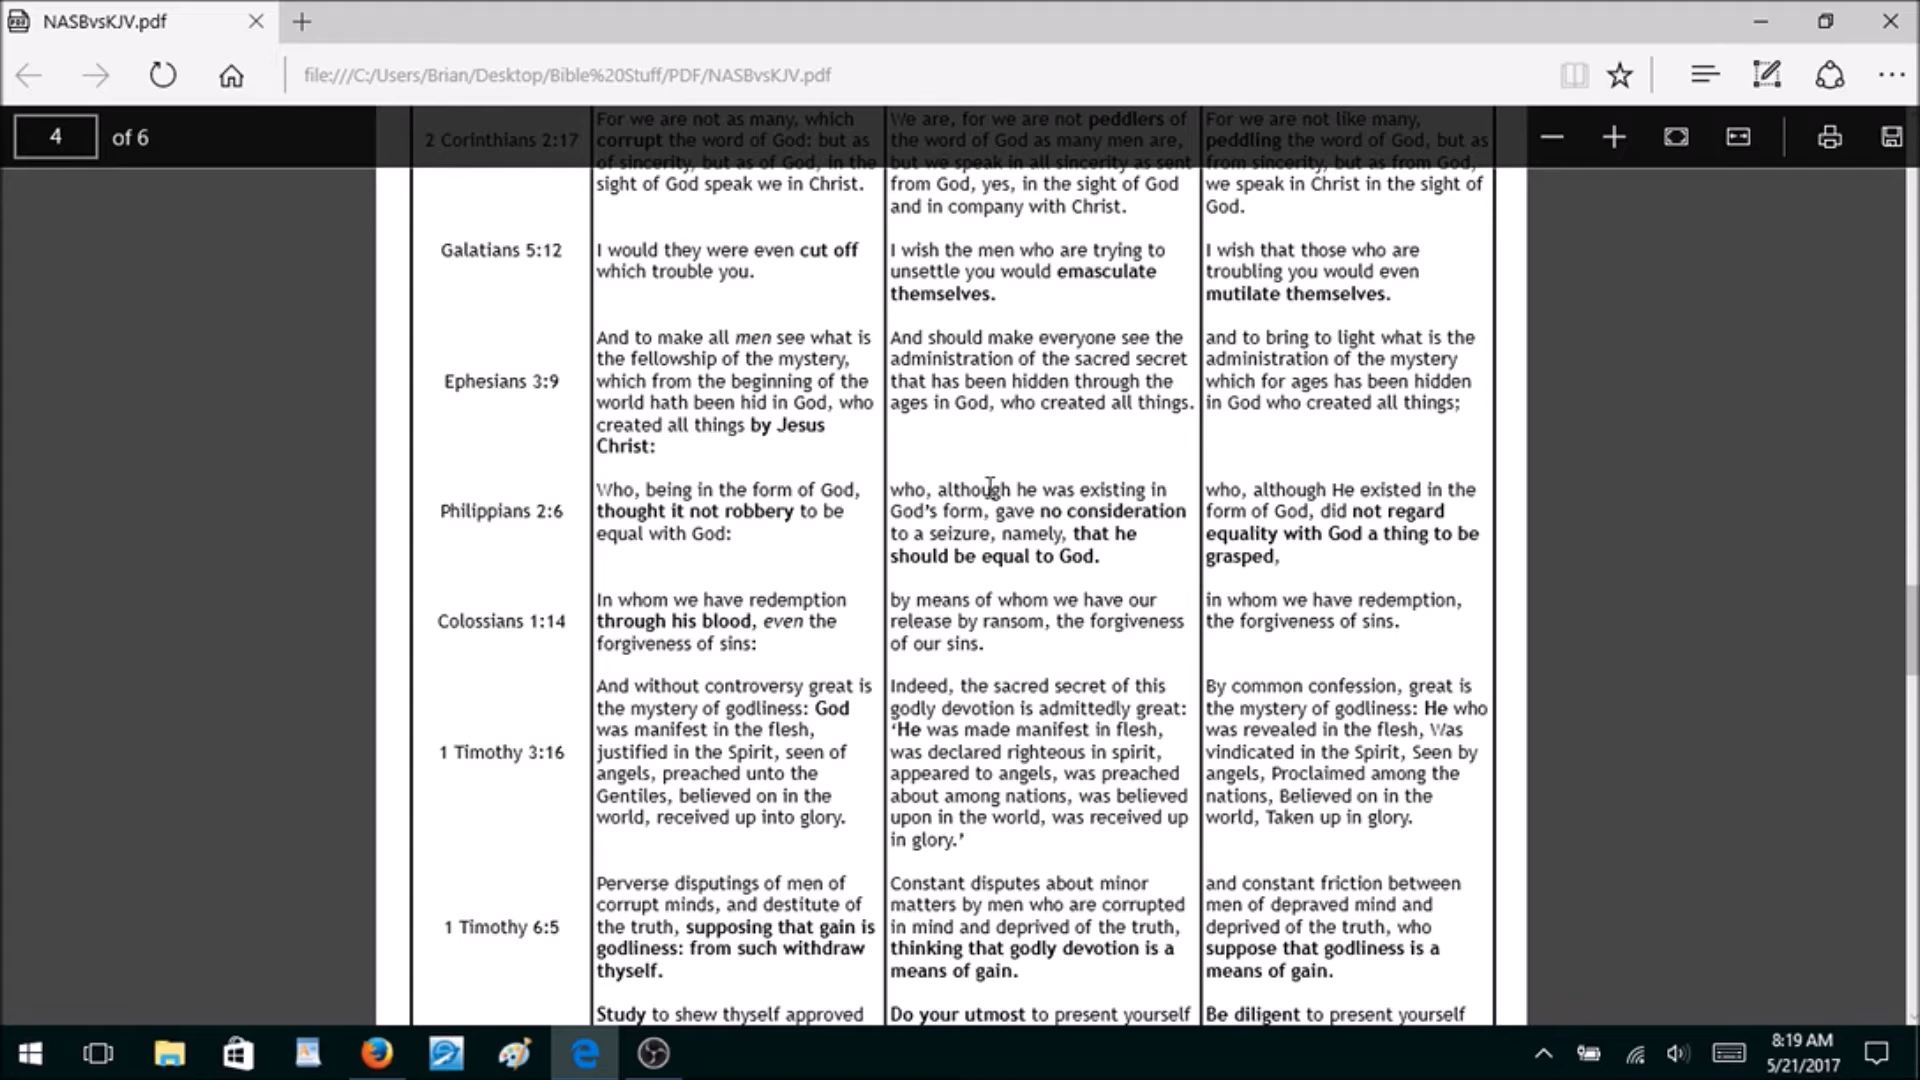 NASBvsKJV.pdf
file:///C:/Users/Brian/Desktop/Bible%20Stuff/PDF/NASBvsKJV.pdf
4 of 6
2 Corinthians 2:17
For we are not as many, which
corrupt the word of God: but as
of sincerity, but as of God, in the
sight of God speak we in Christ.
We are, for we are not peddlers of
the word of God as many men are,
but we speak in all sincerity as sent
from God, yes, in the sight of God
and in company with Christ.
For we are not like many,
peddling the word of God, but as
from sincerity, but as from God,
we speak in Christ in the sight of
God.
Galatians 5:12
I would they were even cut off
which trouble you.
I wish the men who are trying to
unsettle you would emasculate
themselves.
I wish that those who are
troubling you would even
mutilate themselves.
Ephesians 3:9
And to make all men see what is
the fellowship of the mystery,
which from the beginning of the
world hath been hid in God, who
created all things by Jesus
Christ:
And should make everyone see the
administration of the sacred secret
that has been hidden through the
ages in God, who created all things.
and to bring to light what is the
administration of the mystery
which for ages has been hidden
in God who created all things;
Philippians 2:6
Who, being in the form of God,
thought it not robbery to be
equal with God:
who, although he was existing in
God's form, gave no consideration
to a seizure, namely, that he
should be equal to God.
who, although He existed in the
form of God, did not regard
equality with God a thing to be
grasped,
Colossians 1:14
In whom we have redemption
through his blood, even the
forgiveness of sins:
by means of whom we have our
release by ransom, the forgiveness
of our sins.
in whom we have redemption,
the forgiveness of sins.
1 Timothy 3:16
And without controversy great is
the mystery of godliness: God
was manifest in the flesh,
justified in the Spirit, seen of
angels, preached unto the
Gentiles, believed on in the
world, received up into glory.
Indeed, the sacred secret of this
godly devotion is admittedly great:
'He was made manifest in flesh,
was declared righteous in spirit,
appeared to angels, was preached
about among nations, was believed
upon in the world, was received up
in glory.'
By common confession, great is
the mystery of godliness: He who
was revealed in the flesh, Was
vindicated in the Spirit, Seen by
angels, Proclaimed among the
nations, Believed on in the
world, Taken up in glory.
1 Timothy 6:5
Perverse disputings of men of
corrupt minds, and destitute of
the truth, supposing that gain is
godliness: from such withdraw
thyself.
Constant disputes about minor
matters by men who are corrupted
in mind and deprived of the truth,
thinking that godly devotion is a
means of gain.
and constant friction between
men of depraved mind and
deprived of the truth, who
suppose that godliness is a
means of gain.
Study to shew thyself approved
Do your utmost to present yourself
Be diligent to present yourself
8:19 AM
5/21/2017